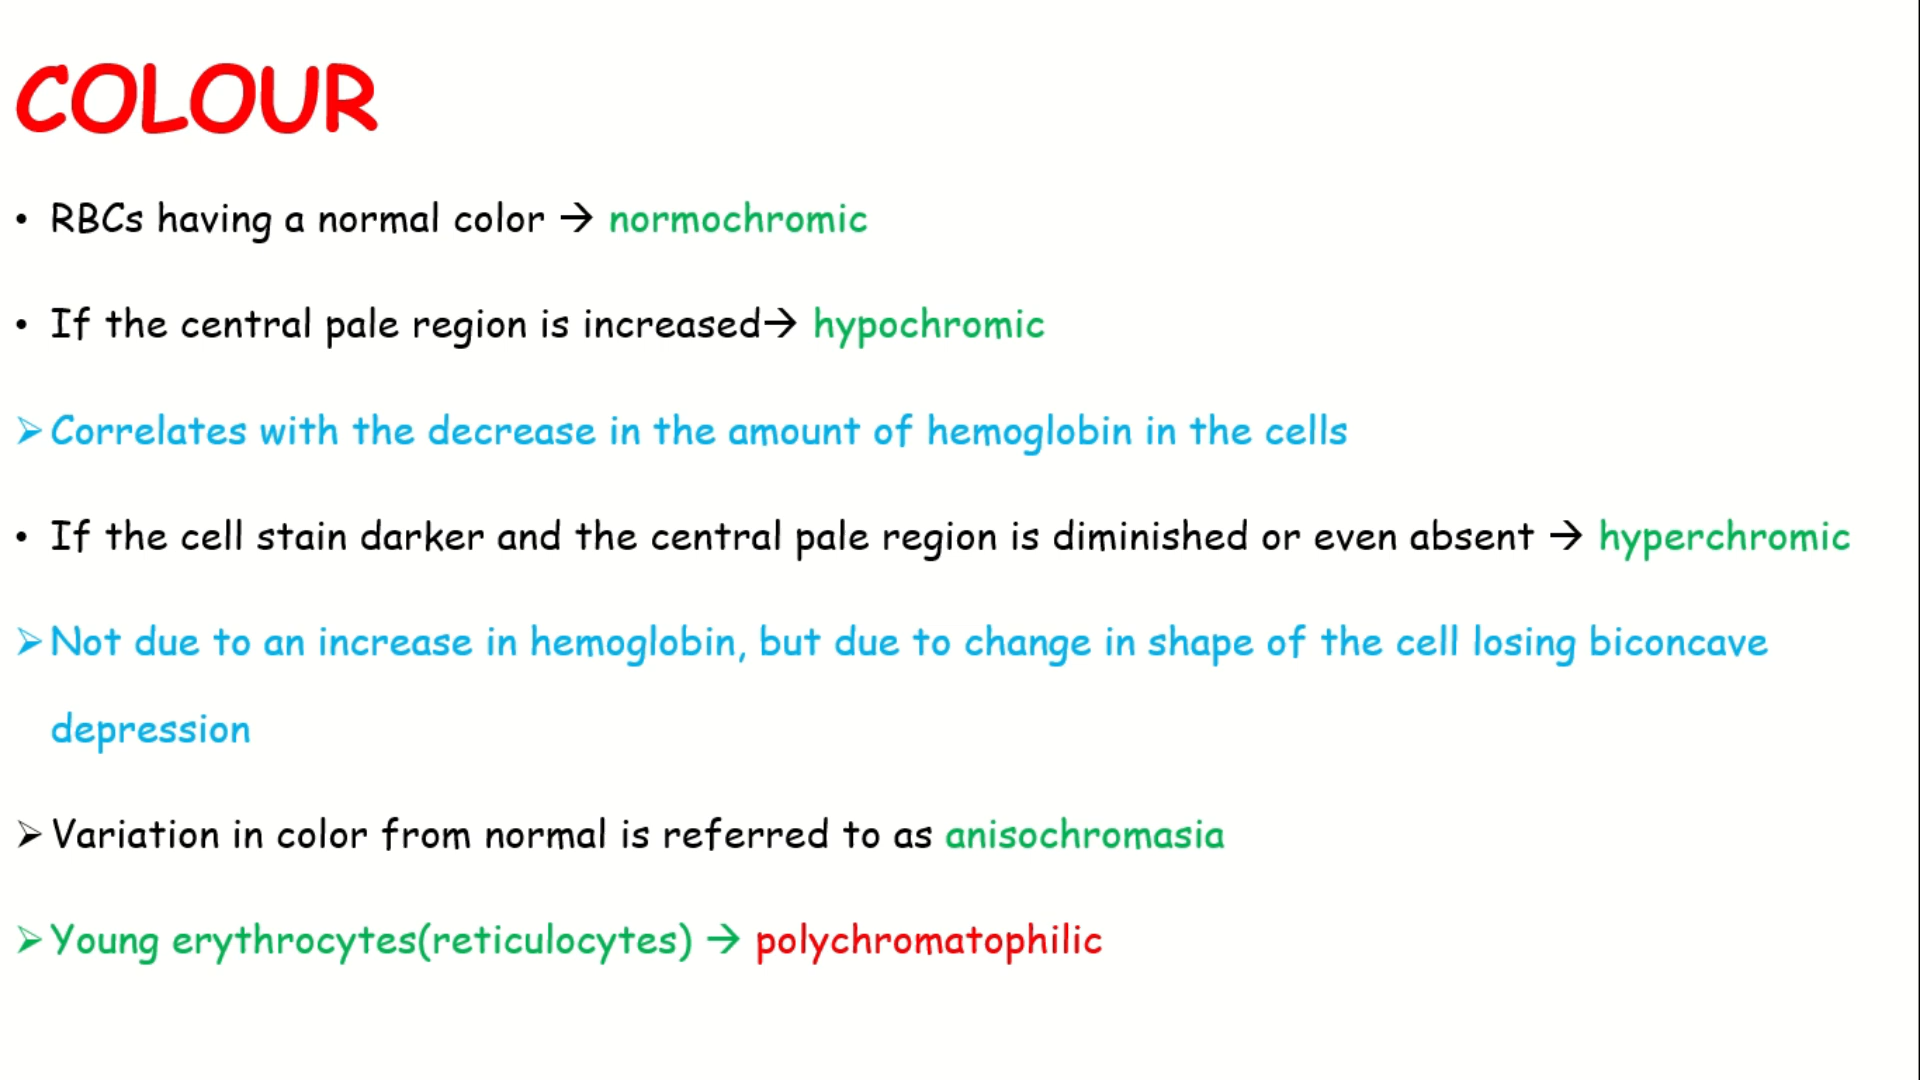 COLOUR
• RBCs having a normal color → normochromic
• If the central pale region is increased→ hypochromic
➢ Correlates with the decrease in the amount of hemoglobin in the cells
• If the cell stain darker and the central pale region is diminished or even absent → hyperchromic
➢ Not due to an increase in hemoglobin, but due to change in shape of the cell losing biconcave
depression
➢ Variation in color from normal is referred to as anisochromasia
➢ Young erythrocytes(reticulocytes) → polychromatophilic